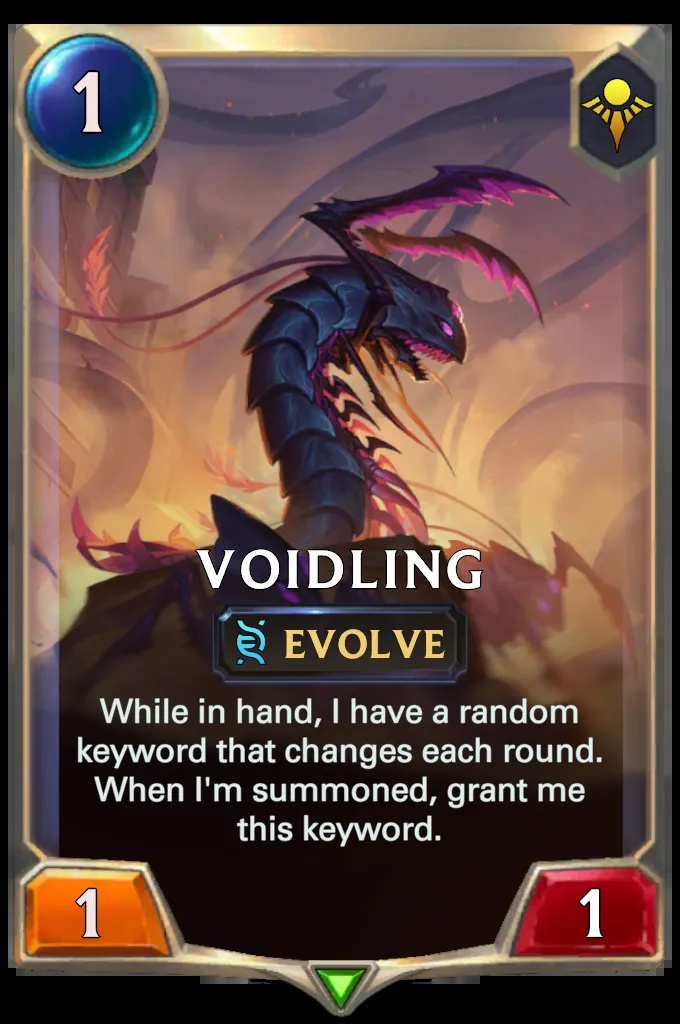 1
VOIDLING
EVOLVE
While in hand, I have a random
keyword that changes each round.
When I'm summoned, grant me
this keyword.
1
1